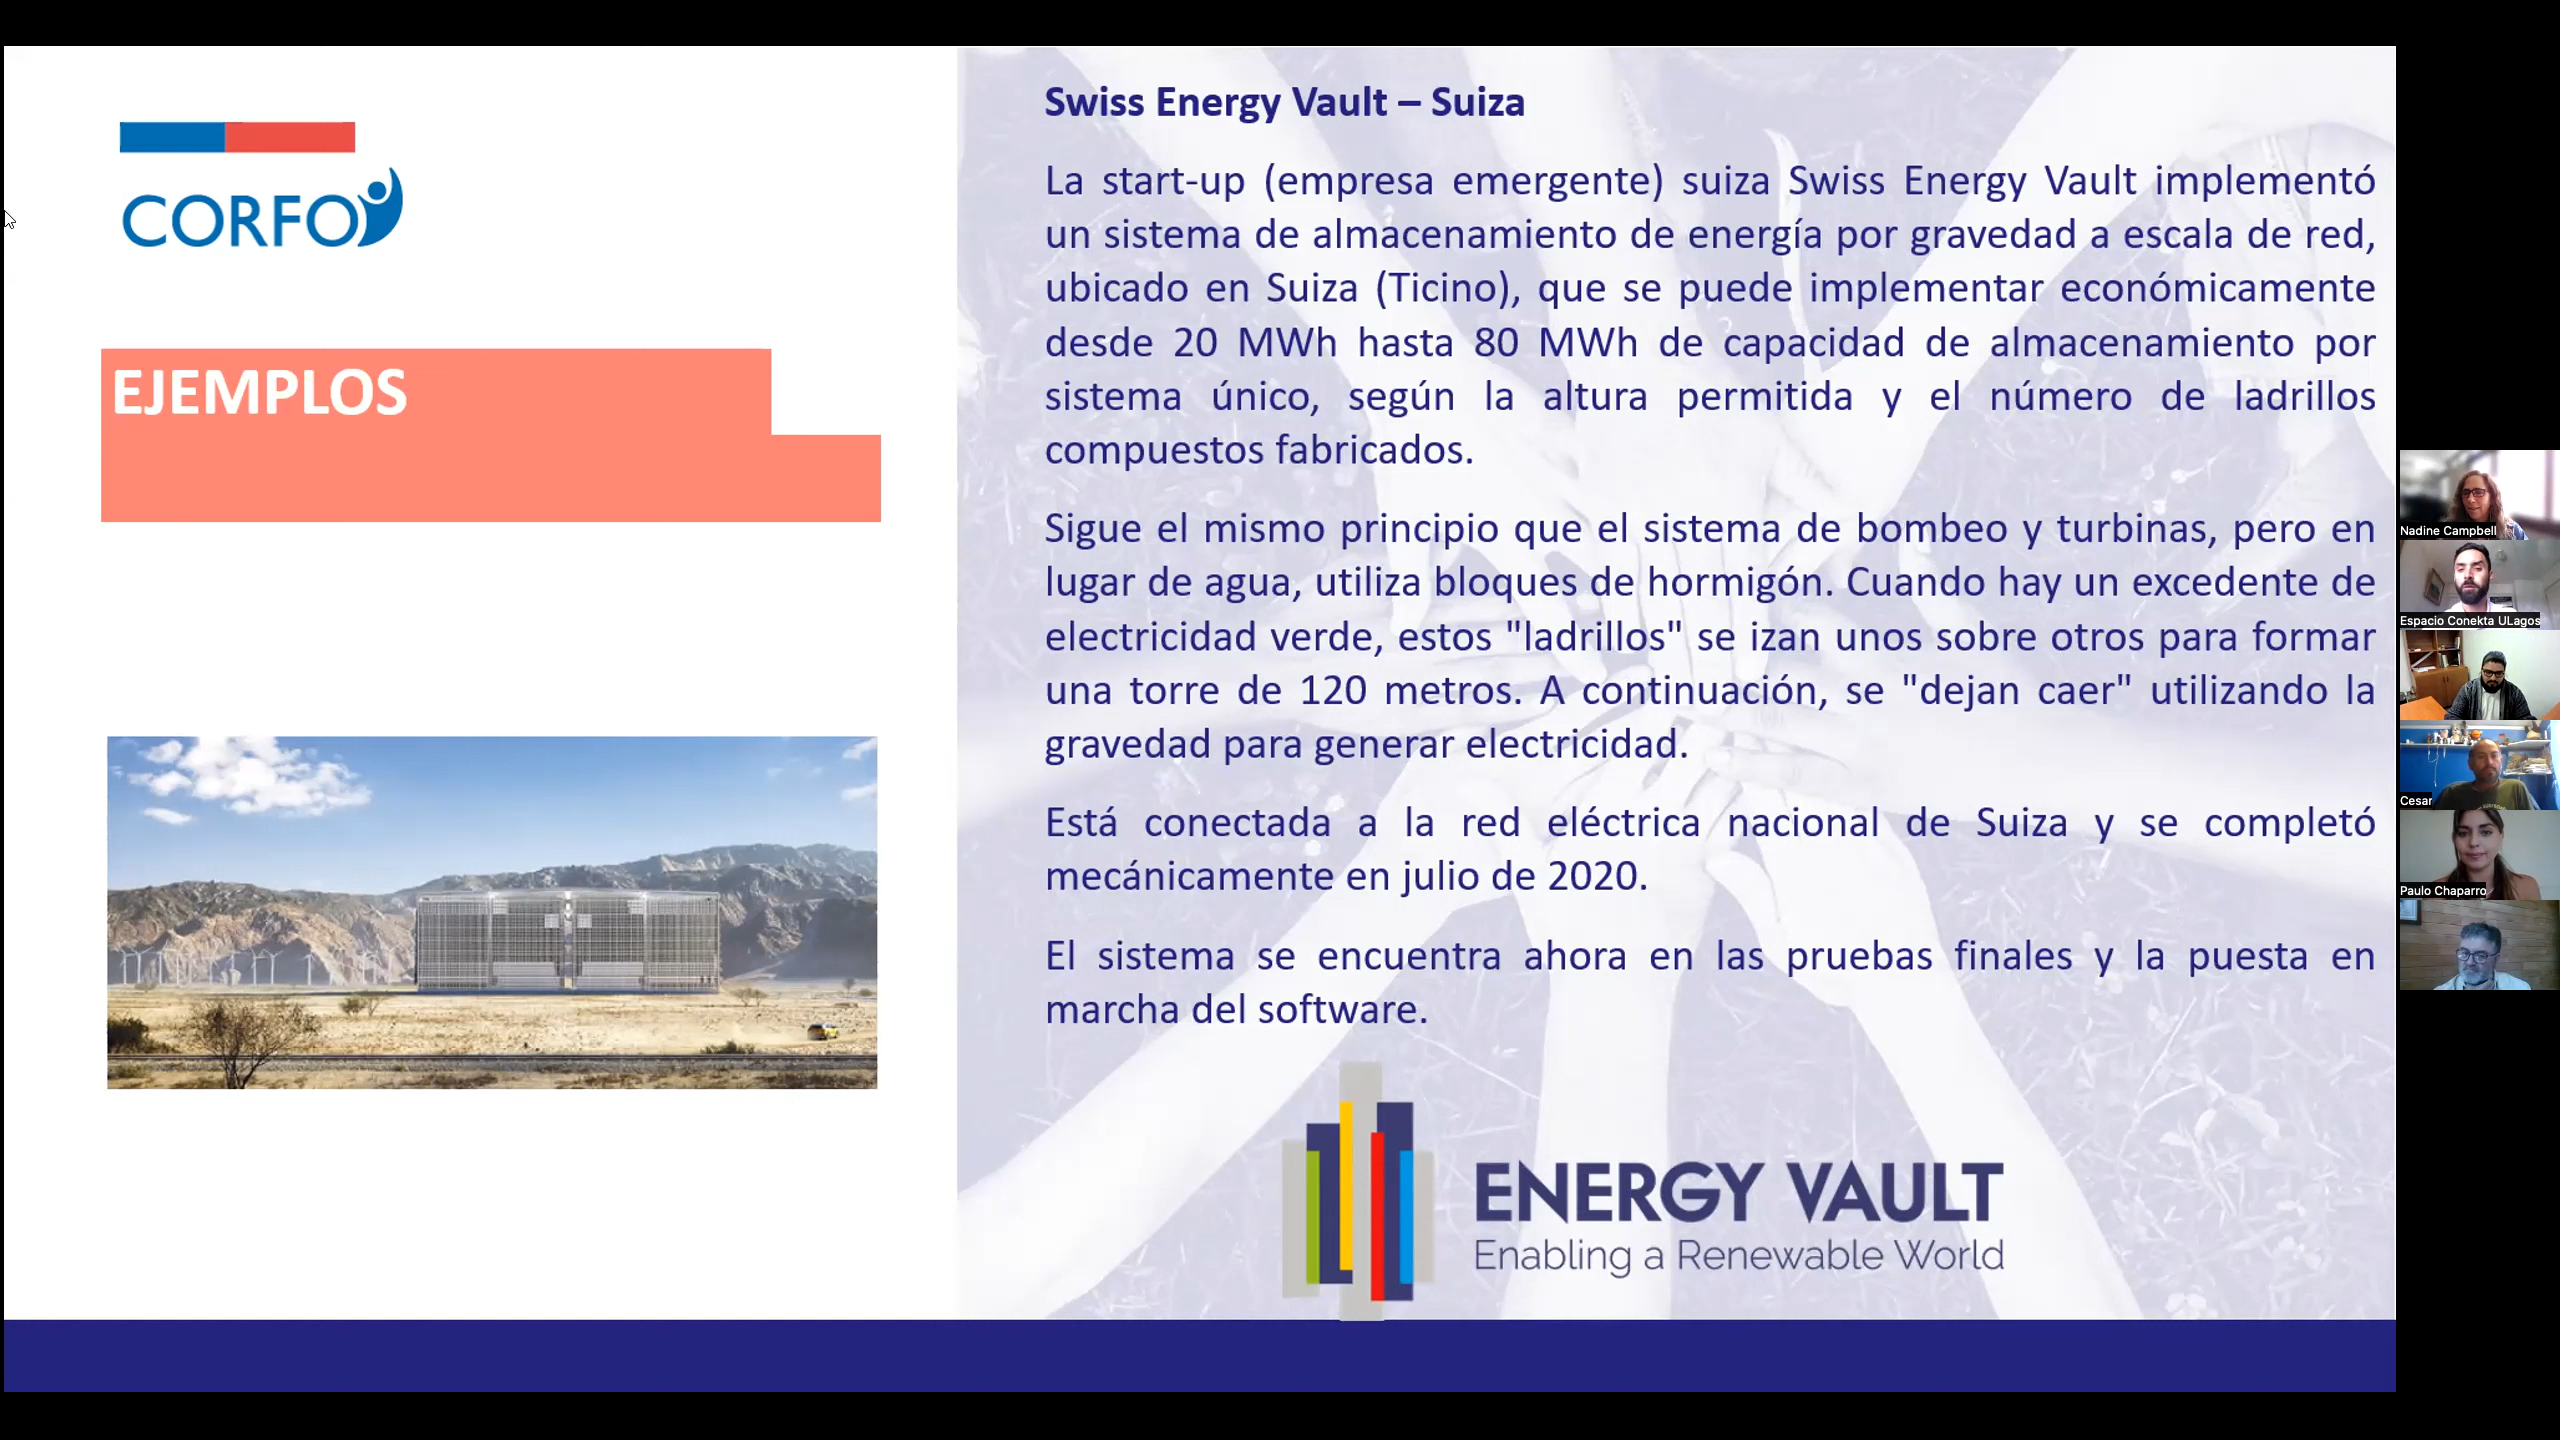 CORFO
EJEMPLOS
Swiss Energy Vault – Suiza
La start-up (empresa emergente) suiza Swiss Energy Vault implementó
un sistema de almacenamiento de energía por gravedad a escala de red,
ubicado en Suiza (Ticino), que se puede implementar económicamente
desde 20 MWh hasta 80 MWh de capacidad de almacenamiento por
sistema único, según la altura permitida y el número de ladrillos
compuestos fabricados.
Sigue el mismo principio que el sistema de bombeo y turbinas, pero en
lugar de agua, utiliza bloques de hormigón. Cuando hay un excedente de
electricidad verde, estos "ladrillos" se izan unos sobre otros para formar
una torre de 120 metros. A continuación, se "dejan caer" utilizando la
gravedad para generar electricidad.
Está conectada a la red eléctrica nacional de Suiza y se completó
mecánicamente en julio de 2020.
El sistema se encuentra ahora en las pruebas finales y la puesta en
marcha del software.
ENERGY VAULT
Enabling a Renewable World
Nadine Campbell
Espacio Conekta ULagos
Cesar
Paulo Chaparro